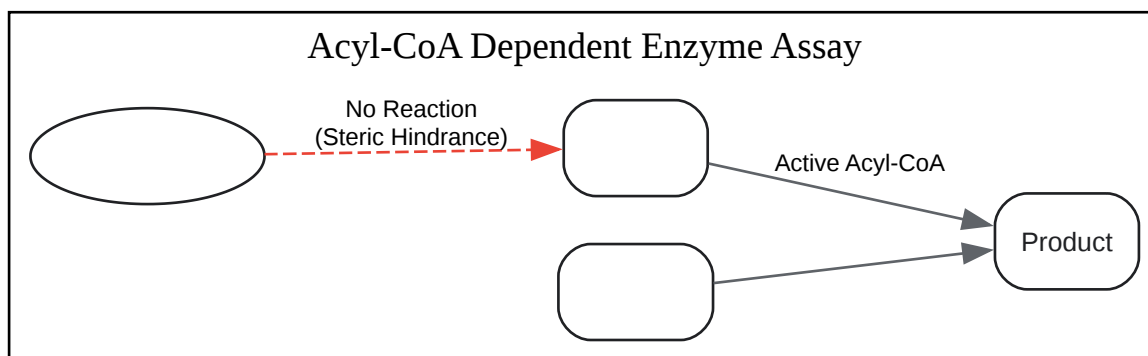 Acyl-CoA Dependent Enzyme Assay
No Reaction
(Steric Hindrance)
Active Acyl-CoA
Product